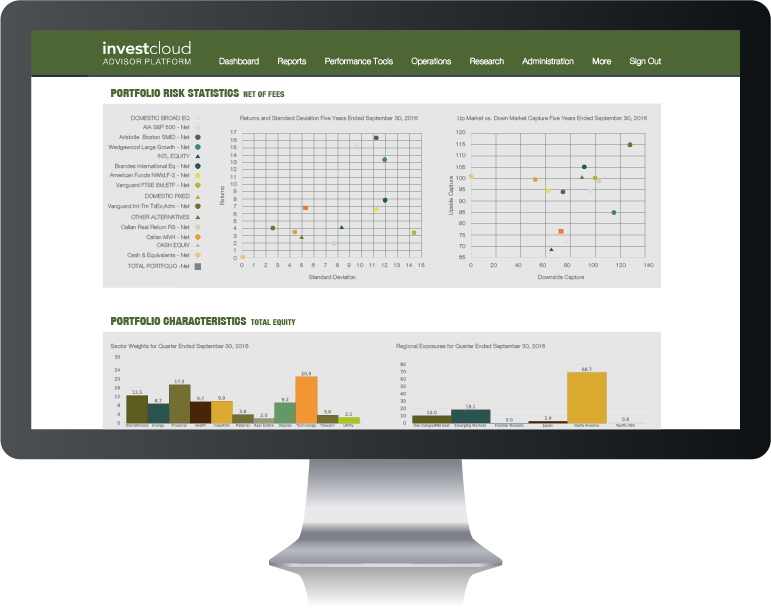 investcloud
ADVISOR PLATFORM
Dashboard Reports Performance Tools Operations Research Administration More Sign Out
PORTFOLIO RISK STATISTICS NET OF FEES
DOMESTIC BROAD EQ
AIA S&P 500 - Net
Aristotle Boston SMID - Net
Wedgewood Large Growth - Net
INTL EQUITY
Brandes International Eq - Net
American Funds NWld;F-2 - Net
Vanguard FTSE EM;ETF - Net
DOMESTIC FIXED
Vanguard Int-Tm TxEx;Adm - Net
OTHER ALTERNATIVES
Callan Real Return R3 - Net
Callan MVH - Net
CASH EQUIV
Cash & Equivalents - Net
TOTAL PORTFOLIO -Net
Returns and Standard Deviation Five Years Ended September 30, 2016
17
16
15
14
13
12
11
10
9
8
7
6
5
4
3
2
1
0
Returns
0 1 2 3 4 5 6 7 8 9 10 11 12 13 14 15
Standard Deviation
Up Market vs. Down Market Capture Five Years Ended September 30, 2016
120
115
110
105
100
95
90
85
80
75
70
65
Upside Capture
0 20 40 60 80 100 120 140
Downside Capture
PORTFOLIO CHARACTERISTICS TOTAL EQUITY
Sector Weights for Quarter Ended September 30, 2016
30
24
20
16
12
8
4
0
12.5 8.7 17.3 9.7 9.9 3.8 2.0 9.2 20.9 3.6 2.5
Discretionary Energy Financial Health Industrial Material Real Estate Staples Technology Telecom Utility
Regional Exposures for Quarter Ended September 30, 2016
80
70
60
50
40
30
20
10
0
10.0 18.1 0.0 2.4 68.7 0.8
Dev Europe/Mid East Emerging Markets Frontier Markets Japan North America Pacific Rim